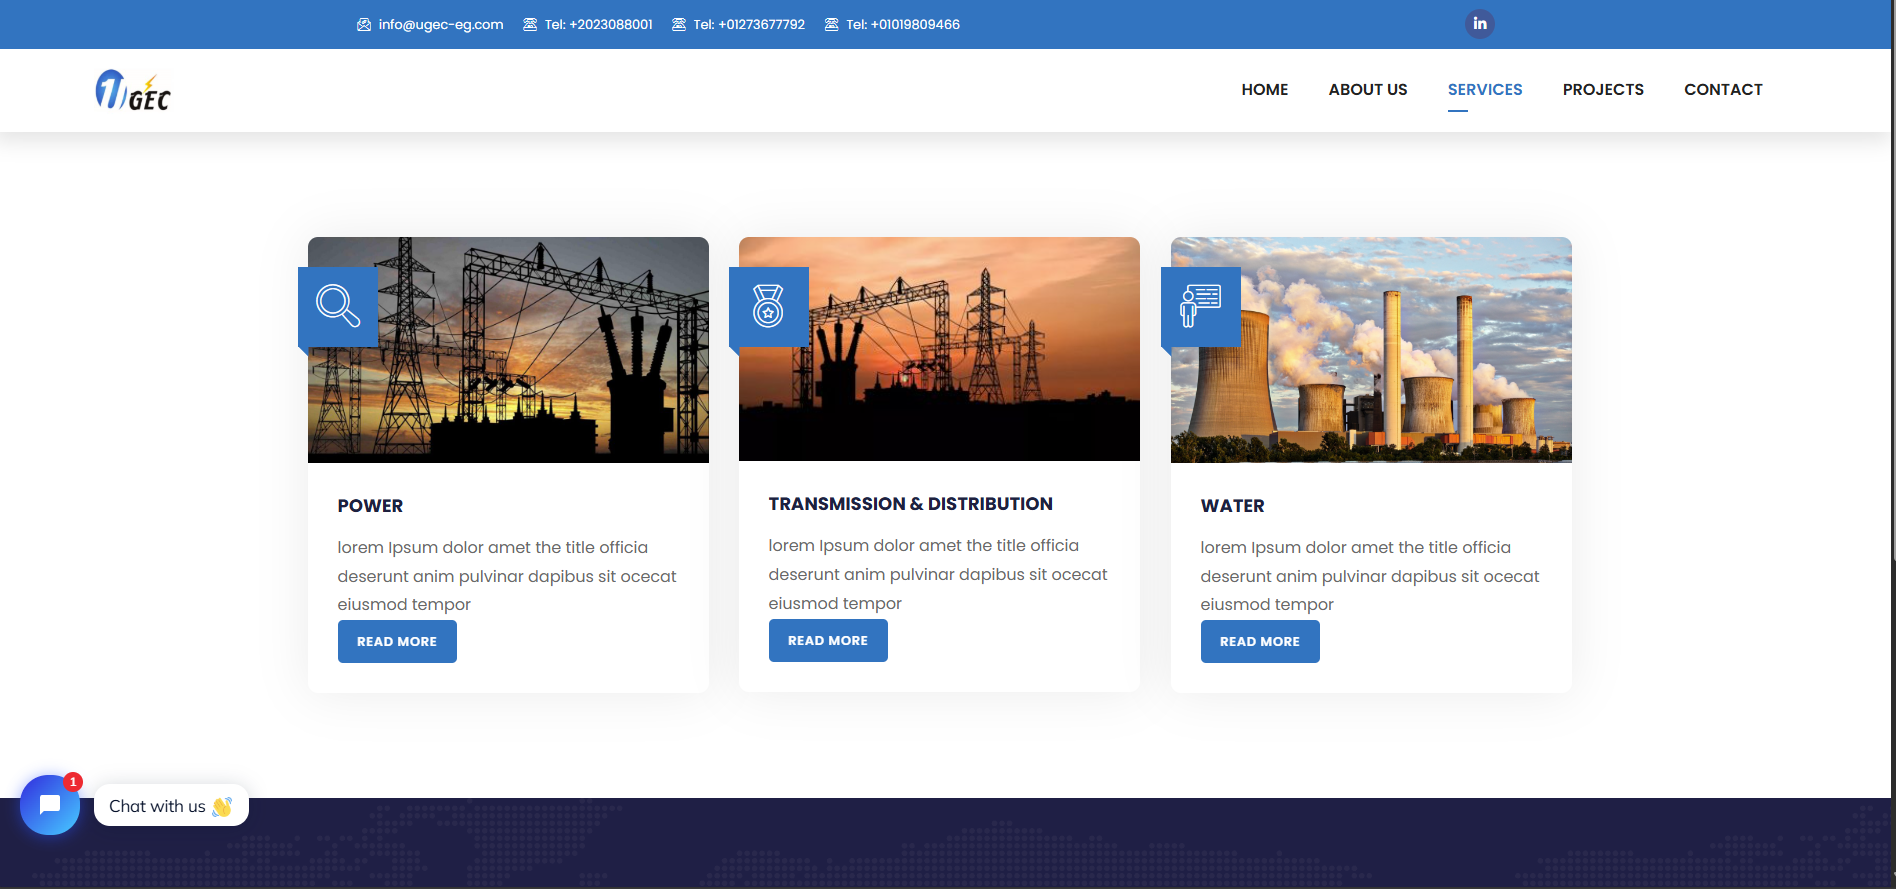 info@ugec-eg.com Tel: +2023088001 Tel: +01273677792 Tel: +01019809466 in
UGEC HOME ABOUT US SERVICES PROJECTS CONTACT
POWER
lorem Ipsum dolor amet the title officia
deserunt anim pulvinar dapibus sit ocecat
eiusmod tempor
READ MORE
TRANSMISSION & DISTRIBUTION
lorem Ipsum dolor amet the title officia
deserunt anim pulvinar dapibus sit ocecat
eiusmod tempor
READ MORE
WATER
lorem Ipsum dolor amet the title officia
deserunt anim pulvinar dapibus sit ocecat
eiusmod tempor
READ MORE
1
Chat with us 👋